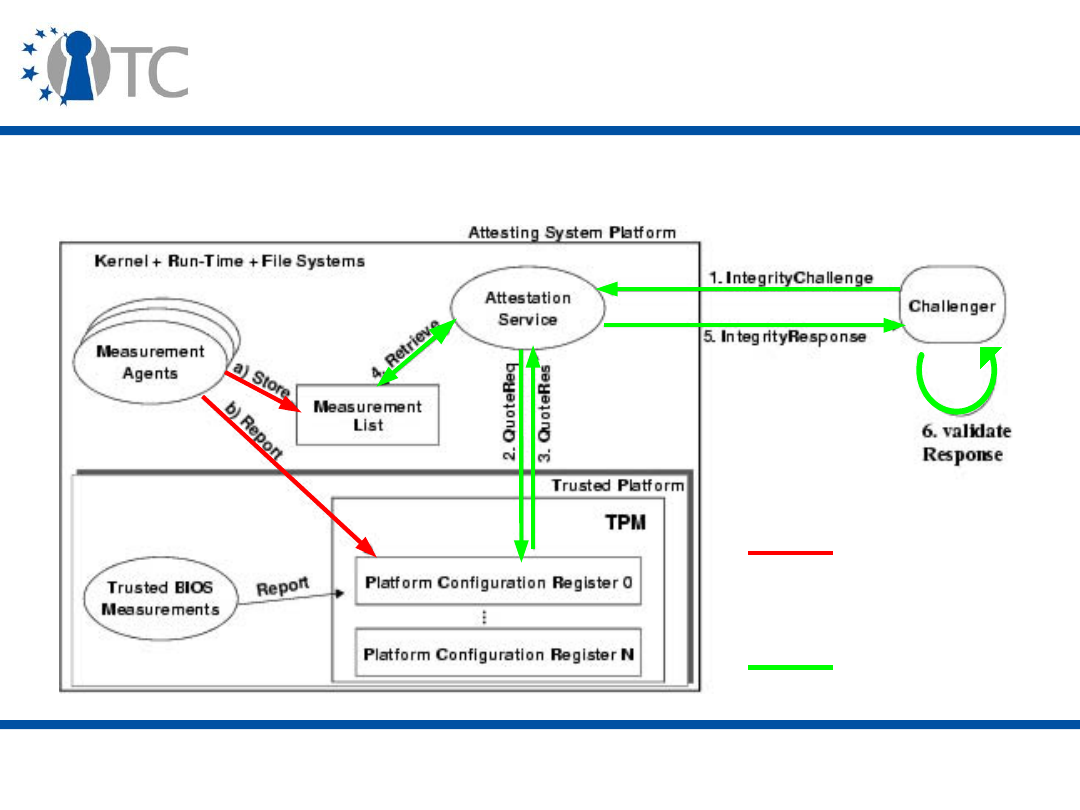 TC
Attesting System Platform
Kernel + Run-Time + File Systems
1. IntegrityChallenge
Attestation
Service
Challenger
5. IntegrityResponse
4. Retrieve
Measurement
Agents
a) Store
Measurement
List
b) Report
2. QuoteReq
3. QuoteRes
6. validate
Response
Trusted Platform
TPM
Trusted BIOS
Measurements
Report
Platform Configuration Register 0
...
Platform Configuration Register N